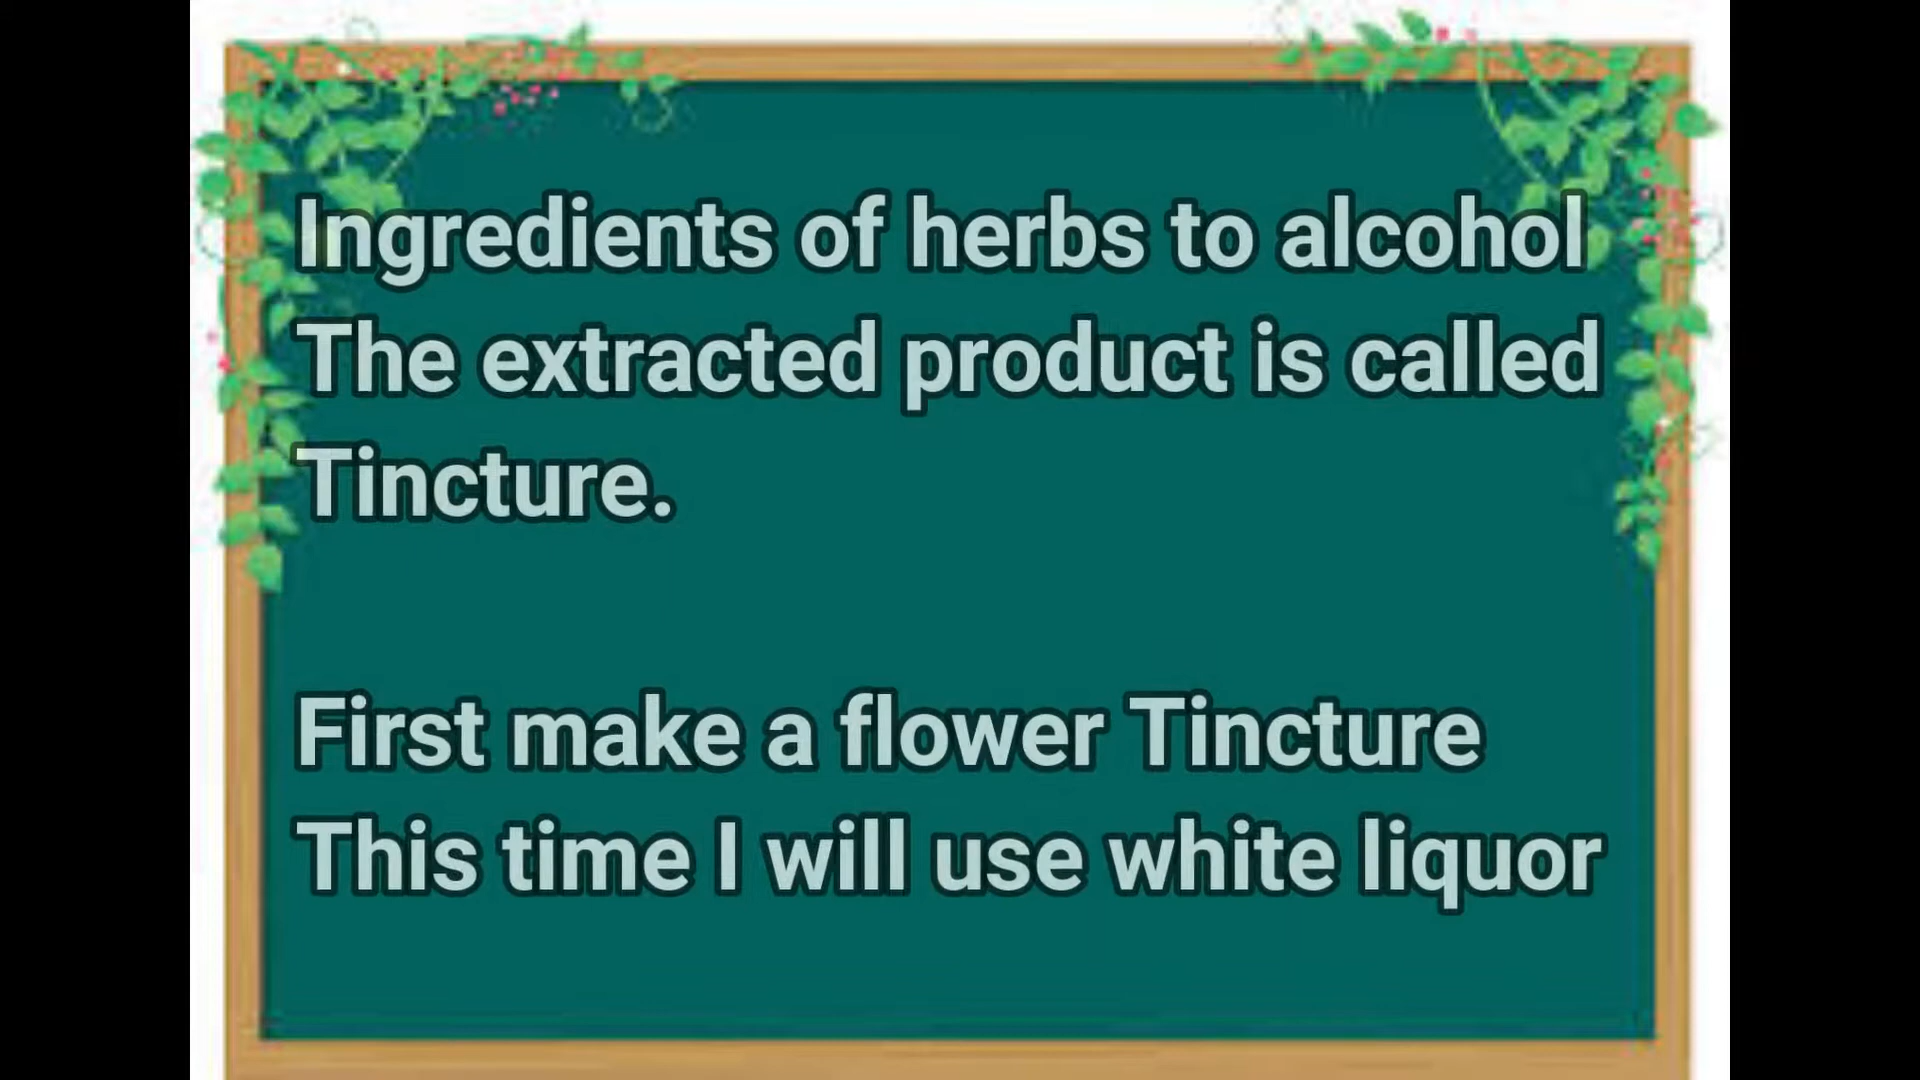 Ingredients of herbs to alcohol
The extracted product is called
Tincture.
First make a flower Tincture
This time I will use white liquor